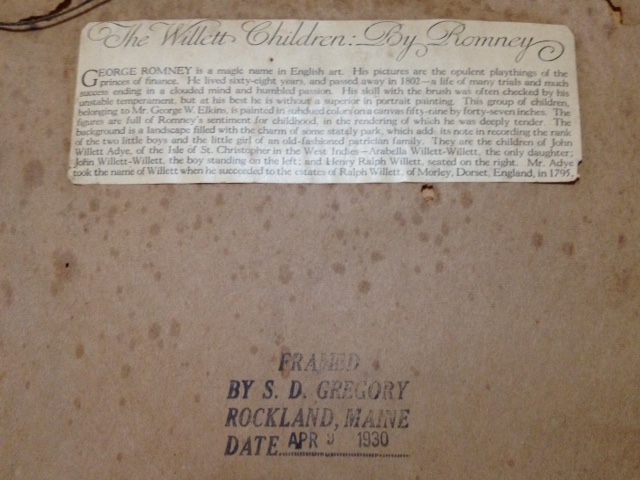 The Willett Children: By Romney
GEORGE ROMNEY is a magic name in English art. His pictures are the opulent playthings of the
princes of finance. He lived sixty-eight years, and passed away in 1802—a life of many trials and much
success ending in a clouded mind and humbled passion. His skill with the brush was often checked by his
unstable temperament, but at his best he is without a superior in portrait painting. This group of children,
belonging to Mr. George W. Elkins, is painted in subdued colors on a canvas fifty-nine by forty-seven inches. The
figures are full of Romney's sentiment for childhood, in the rendering of which he was deeply tender. The
background is a landscape filled with the charm of some stately park, which adds its note in recording the rank
of the two little boys and the little girl of an old-fashioned patrician family. They are the children of John
Willett Adye, of the Isle of St. Christopher in the West Indies—Arabella Willett-Willett, the only daughter;
John Willett-Willett, the boy standing on the left; and Henry Ralph Willett, seated on the right. Mr. Adye
took the name of Willett when he succeeded to the estates of Ralph Willett, of Morley, Dorset, England, in 1795.
FRAMED
BY S. D. GREGORY
ROCKLAND, MAINE
DATE APR 9 1930